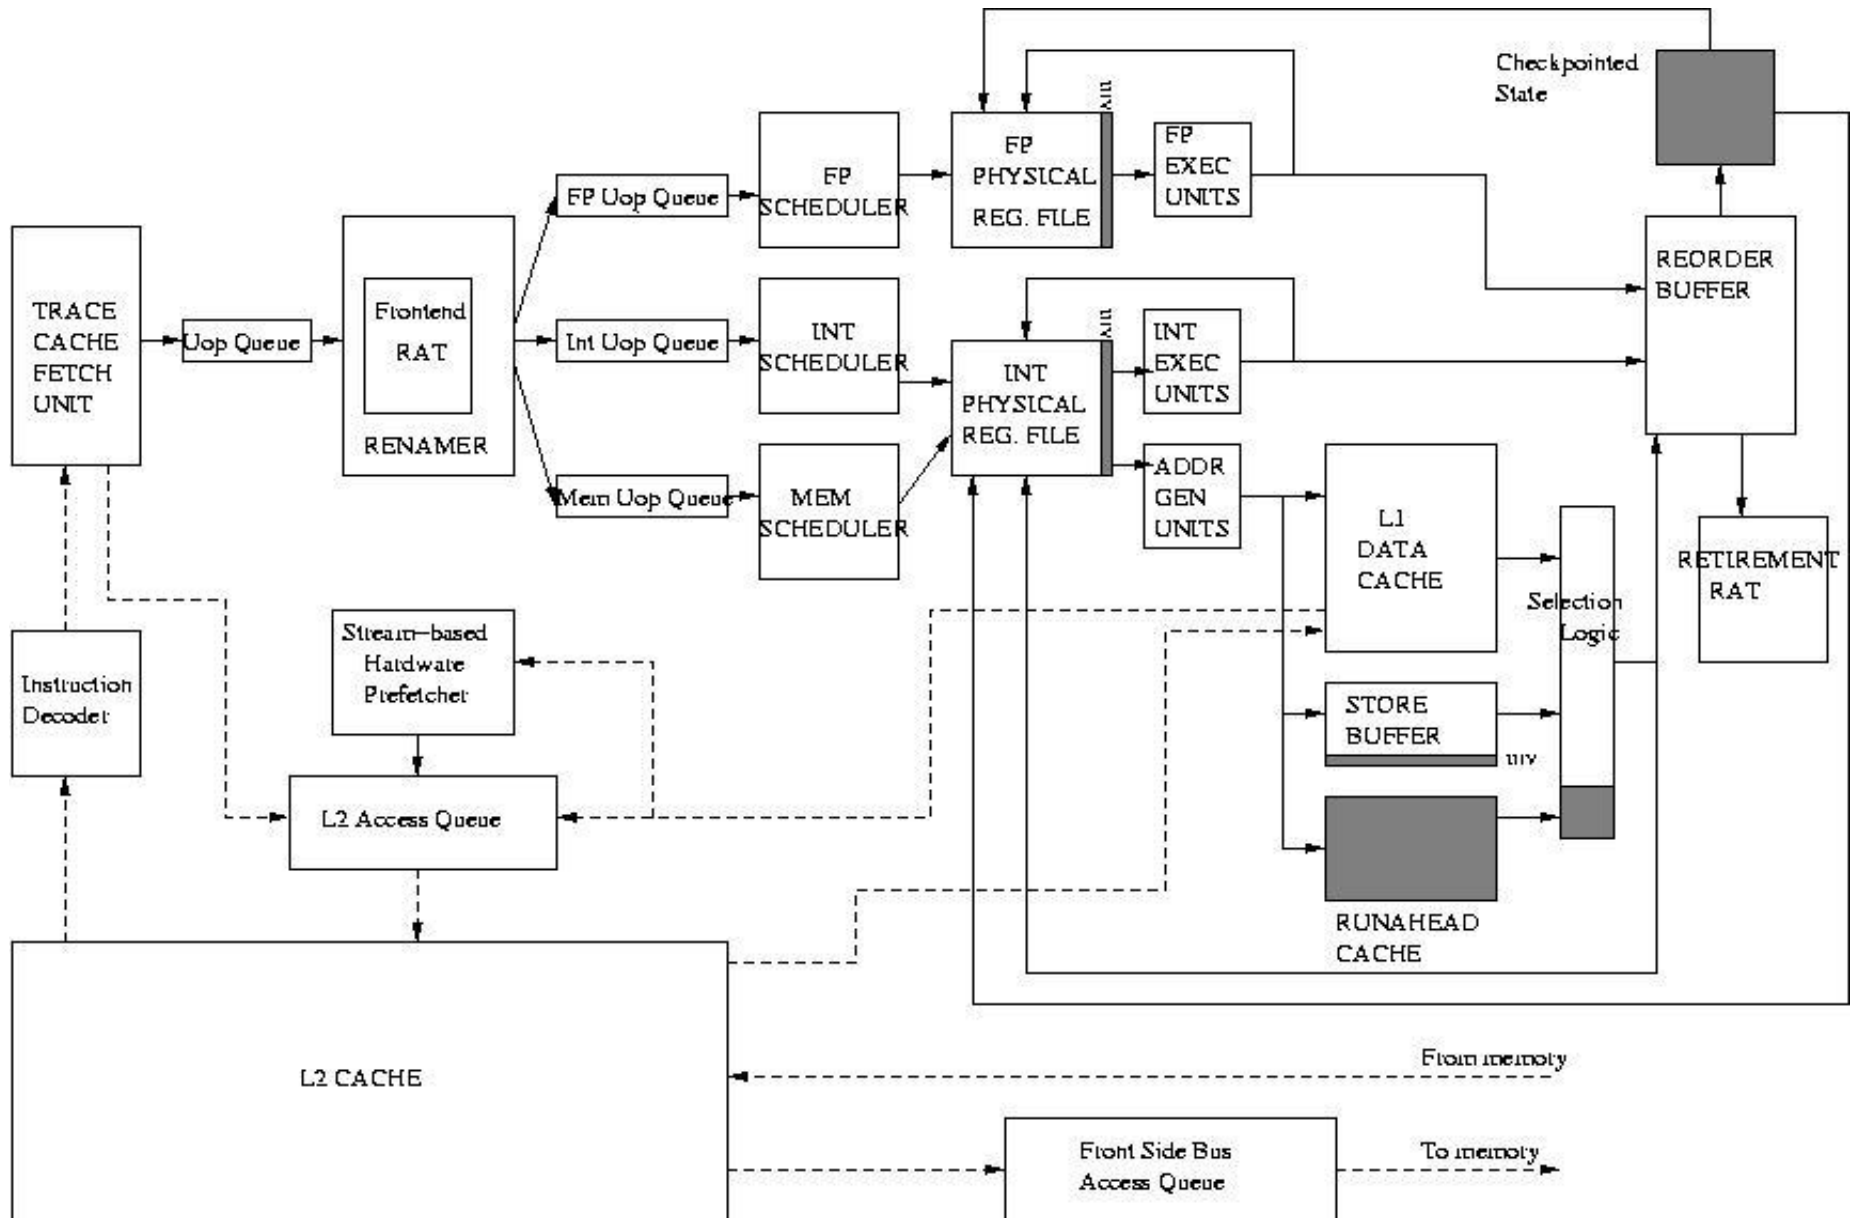 Checkpointed
State
INV
FP
PHYSICAL
REG. FILE
FP
EXEC
UNITS
FP
SCHEDULER
FP Uop Queue
TRACE
CACHE
FETCH
UNIT
Uop Queue
Frontend
RAT
RENAMER
Int Uop Queue
INT
SCHEDULER
INV
INT
PHYSICAL
REG. FILE
INT
EXEC
UNITS
REORDER
BUFFER
Mem Uop Queue
MEM
SCHEDULER
ADDR
GEN
UNITS
L1
DATA
CACHE
Selection
Logic
RETIREMENT
RAT
Instruction
Decoder
Stream-based
Hardware
Prefetcher
STORE
BUFFER
INV
L2 Access Queue
RUNAHEAD
CACHE
L2 CACHE
From memory
Front Side Bus
Access Queue
To memory